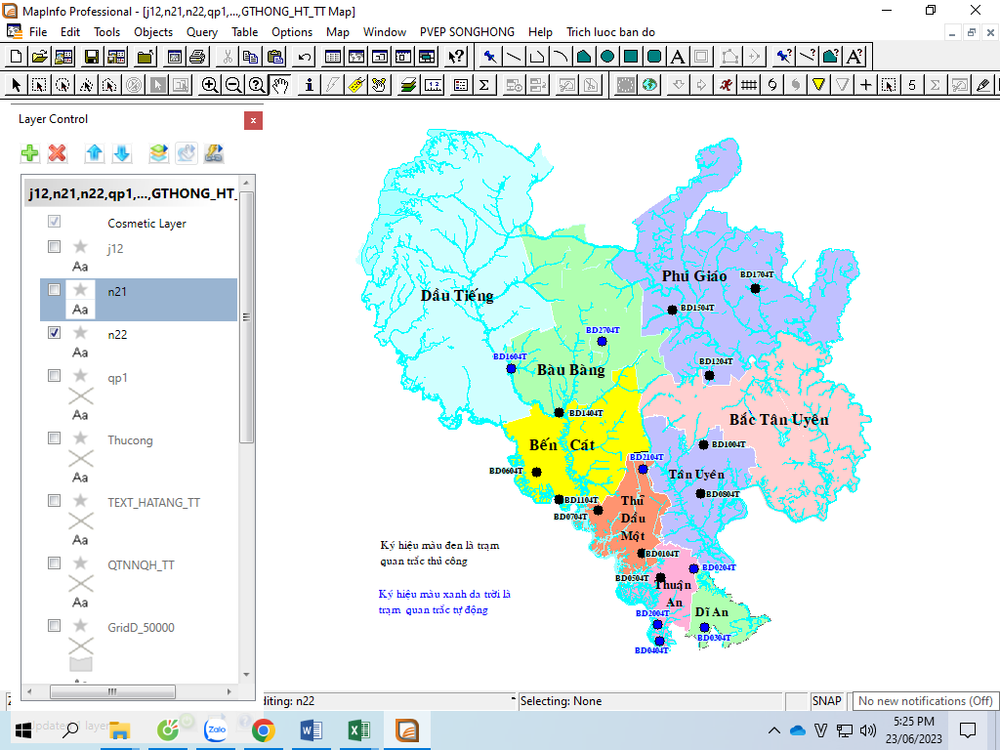 MapInfo Professional - [j12,n21,n22,qp1,...,GTHONG_HT_TT Map]
File Edit Tools Objects Query Table Options Map Window PVEP SONGHONG Help Trich luoc ban do
Layer Control
j12,n21,n22,qp1,...,GTHONG_HT_
Cosmetic Layer
j12
Aa
n21
Aa
n22
Aa
qp1
Aa
Thucong
Aa
TEXT_HATANG_TT
Aa
QTNNQH_TT
Aa
GridD_50000
Dầu Tiếng
Phú Giáo
BD1704T
BD1504T
BD2704T
BD1604T
Bàu Bàng
BD1204T
BD1404T
Bắc Tân Uyên
Bến Cát
BD1004T
BD2104T
BD0604T
Tân Uyên
BD0804T
BD1104T
BD0704T
Thủ
Dầu
Một
BD0104T
BD0504T
BD0204T
Thuận
An
BD2004T
Dĩ An
BD0304T
BD0404T
Ký hiệu màu đen là trạm
quan trắc thủ công
Ký hiệu màu xanh da trời là
trạm quan trắc tự động
diting: n22
Selecting: None
SNAP
No new notifications (Off)
Zalo
5:25 PM
23/06/2023